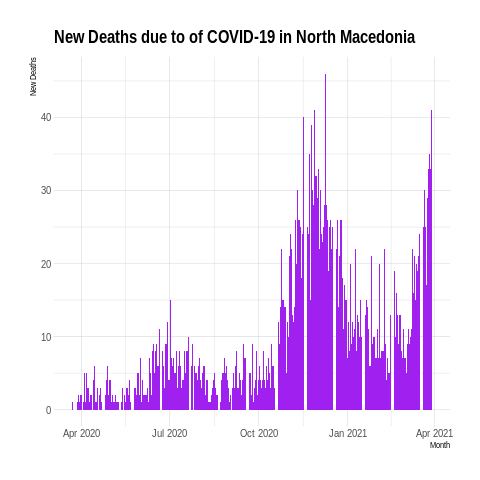 New Deaths due to of COVID-19 in North Macedonia
New Deaths
40
30
20
10
0
Apr 2020 Jul 2020 Oct 2020 Jan 2021 Apr 2021
Month